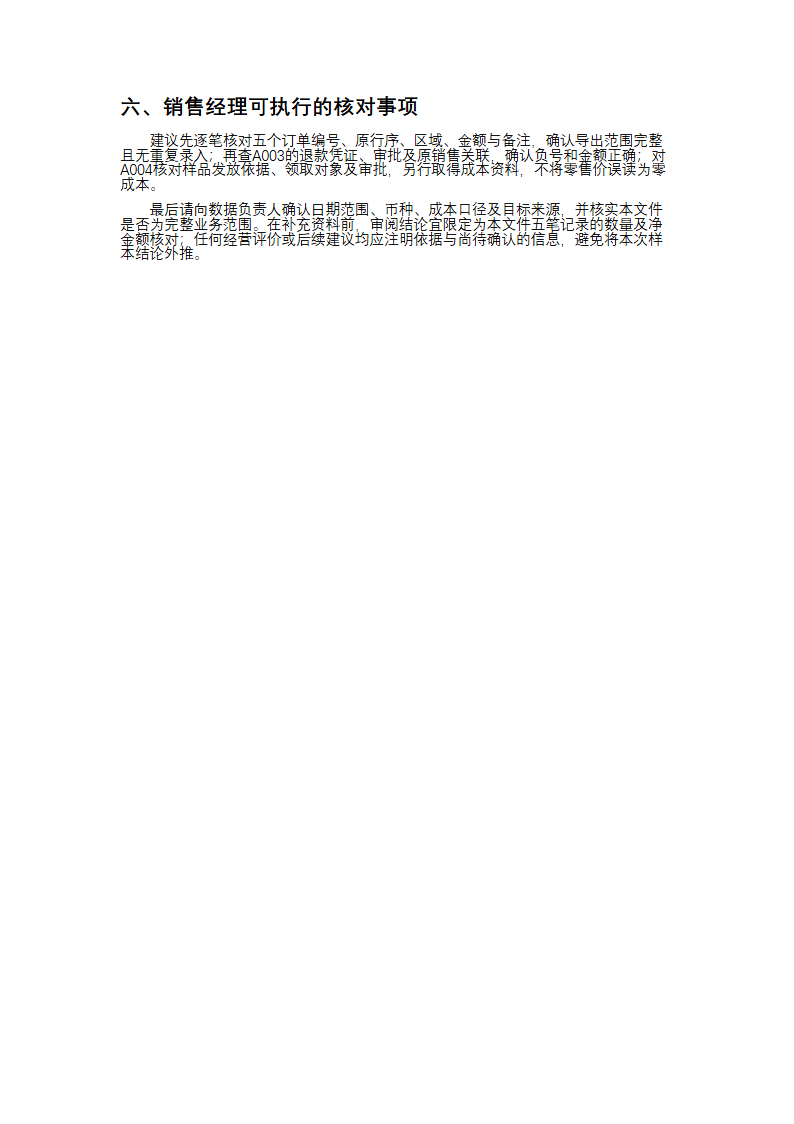 六、销售经理可执行的核对事项
建议先逐笔核对五个订单编号、原行序、区域、金额与备注，确认导出范围完整
且无重复录入；再查A003的退款凭证、审批及原销售关联，确认负号和金额正确；对
A004核对样品发放依据、领取对象及审批，另行取得成本资料，不将零售价误读为零
成本。
最后请向数据负责人确认日期范围、币种、成本口径及目标来源，并核实本文件
是否为完整业务范围。在补充资料前，审阅结论宜限定为本文件五笔记录的数量及净
金额核对；任何经营评价或后续建议均应注明依据与尚待确认的信息，避免将本次样
本结论外推。